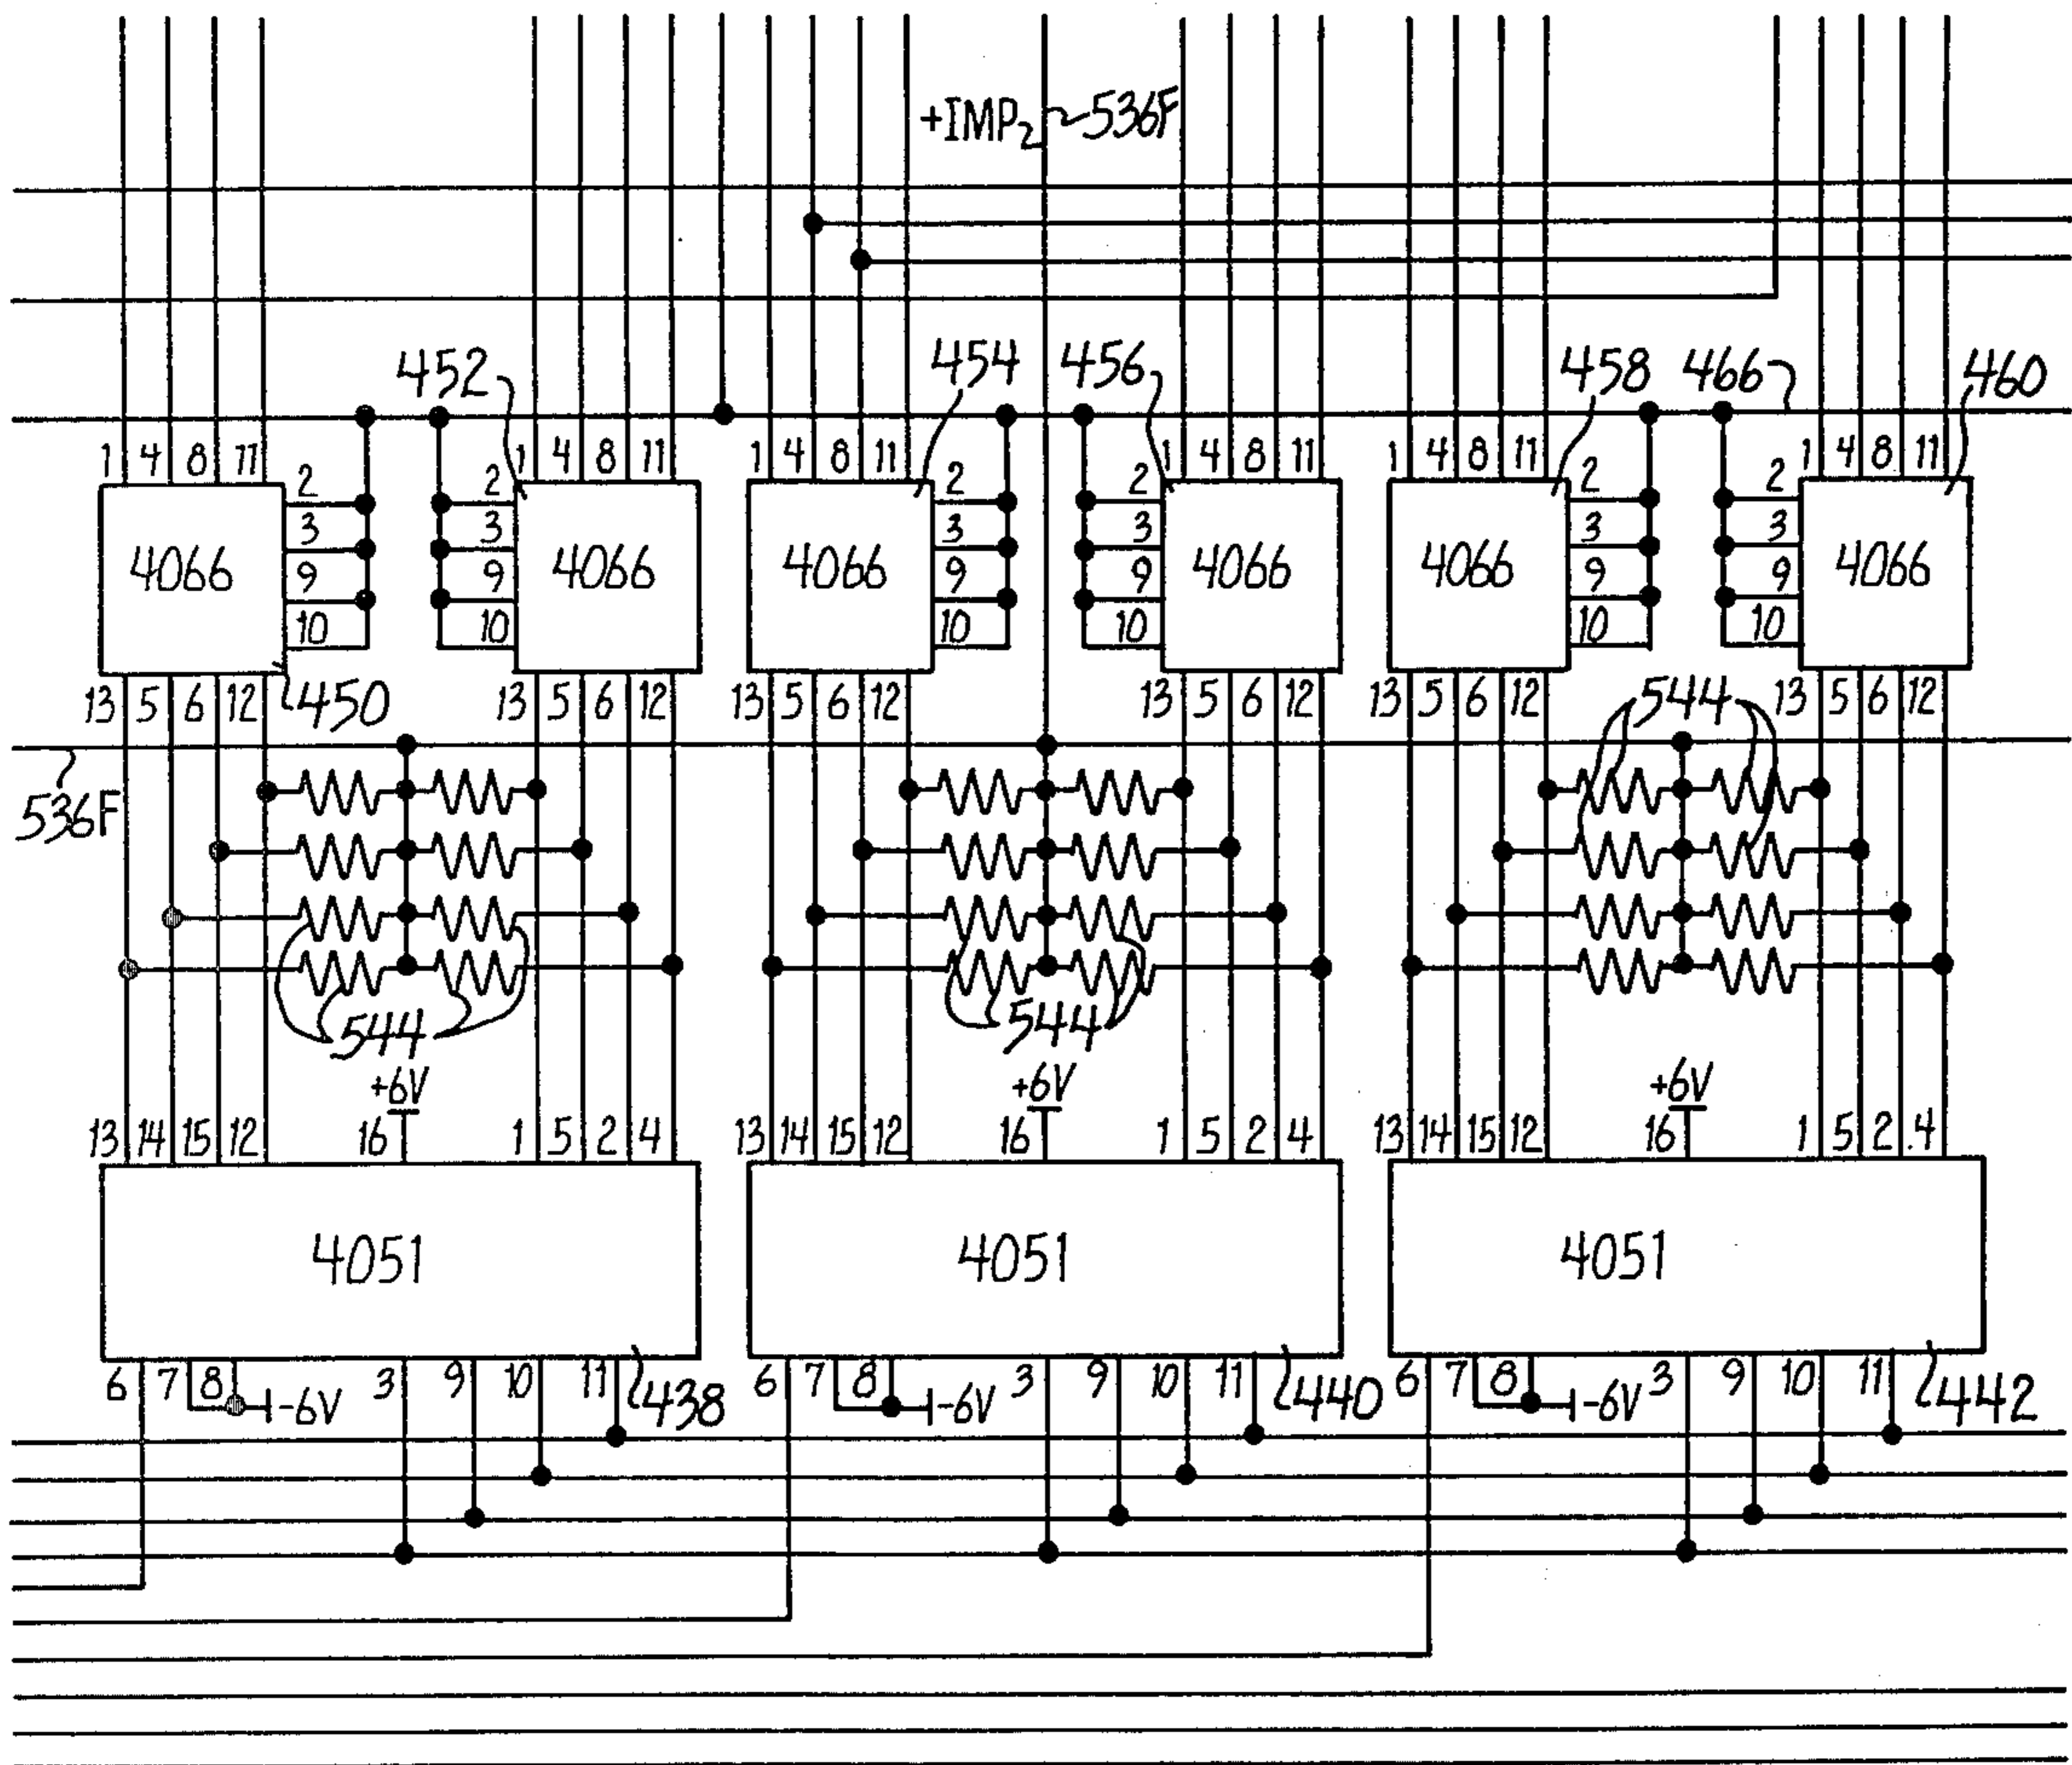 +IMP₂ 536F
452 454 456 458 466 460
1 4 8 11 1 4 8 11 1 4 8 11 1 4 8 11 1 4 8 11 1 4 8 11
2 2 2 2 2 2
3 3 3 3 3 3
4066 4066 4066 4066 4066 4066
9 9 9 9 9 9
10 10 10 10 10 10
13 5 6 12 450 13 5 6 12 13 5 6 12 13 5 6 12 13 5 6 12 544 13 5 6 12
536F
544 544
+6V +6V +6V
13 14 15 12 16 1 5 2 4 13 14 15 12 16 1 5 2 4 13 14 15 12 16 1 5 2 4
4051 4051 4051
6 7 8 -6V 3 9 10 11 438 6 7 8 -6V 3 9 10 11 440 6 7 8 -6V 3 9 10 11 442